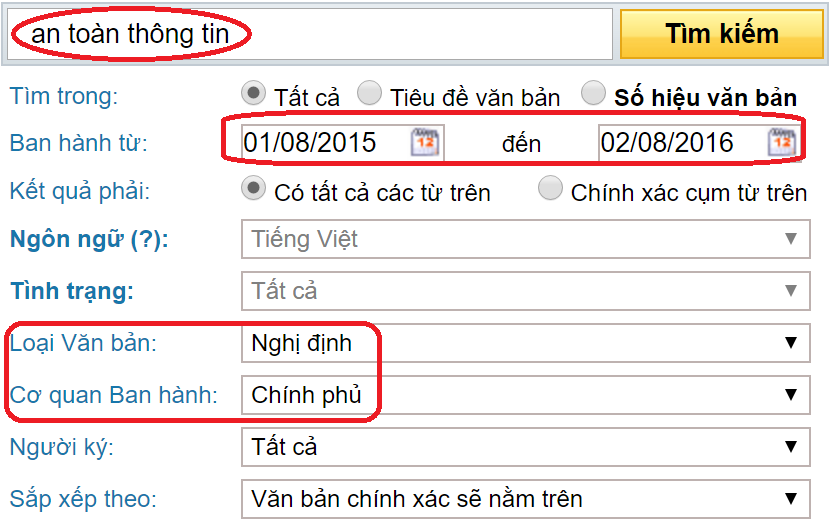 an toàn thông tin Tìm kiếm
Tìm trong: Tất cả Tiêu đề văn bản Số hiệu văn bản
Ban hành từ: 01/08/2015 12 đến 02/08/2016 12
Kết quả phải: Có tất cả các từ trên Chính xác cụm từ trên
Ngôn ngữ (?): Tiếng Việt
Tình trạng: Tất cả
Loại Văn bản: Nghị định
Cơ quan Ban hành: Chính phủ
Người ký: Tất cả
Sắp xếp theo: Văn bản chính xác sẽ nằm trên